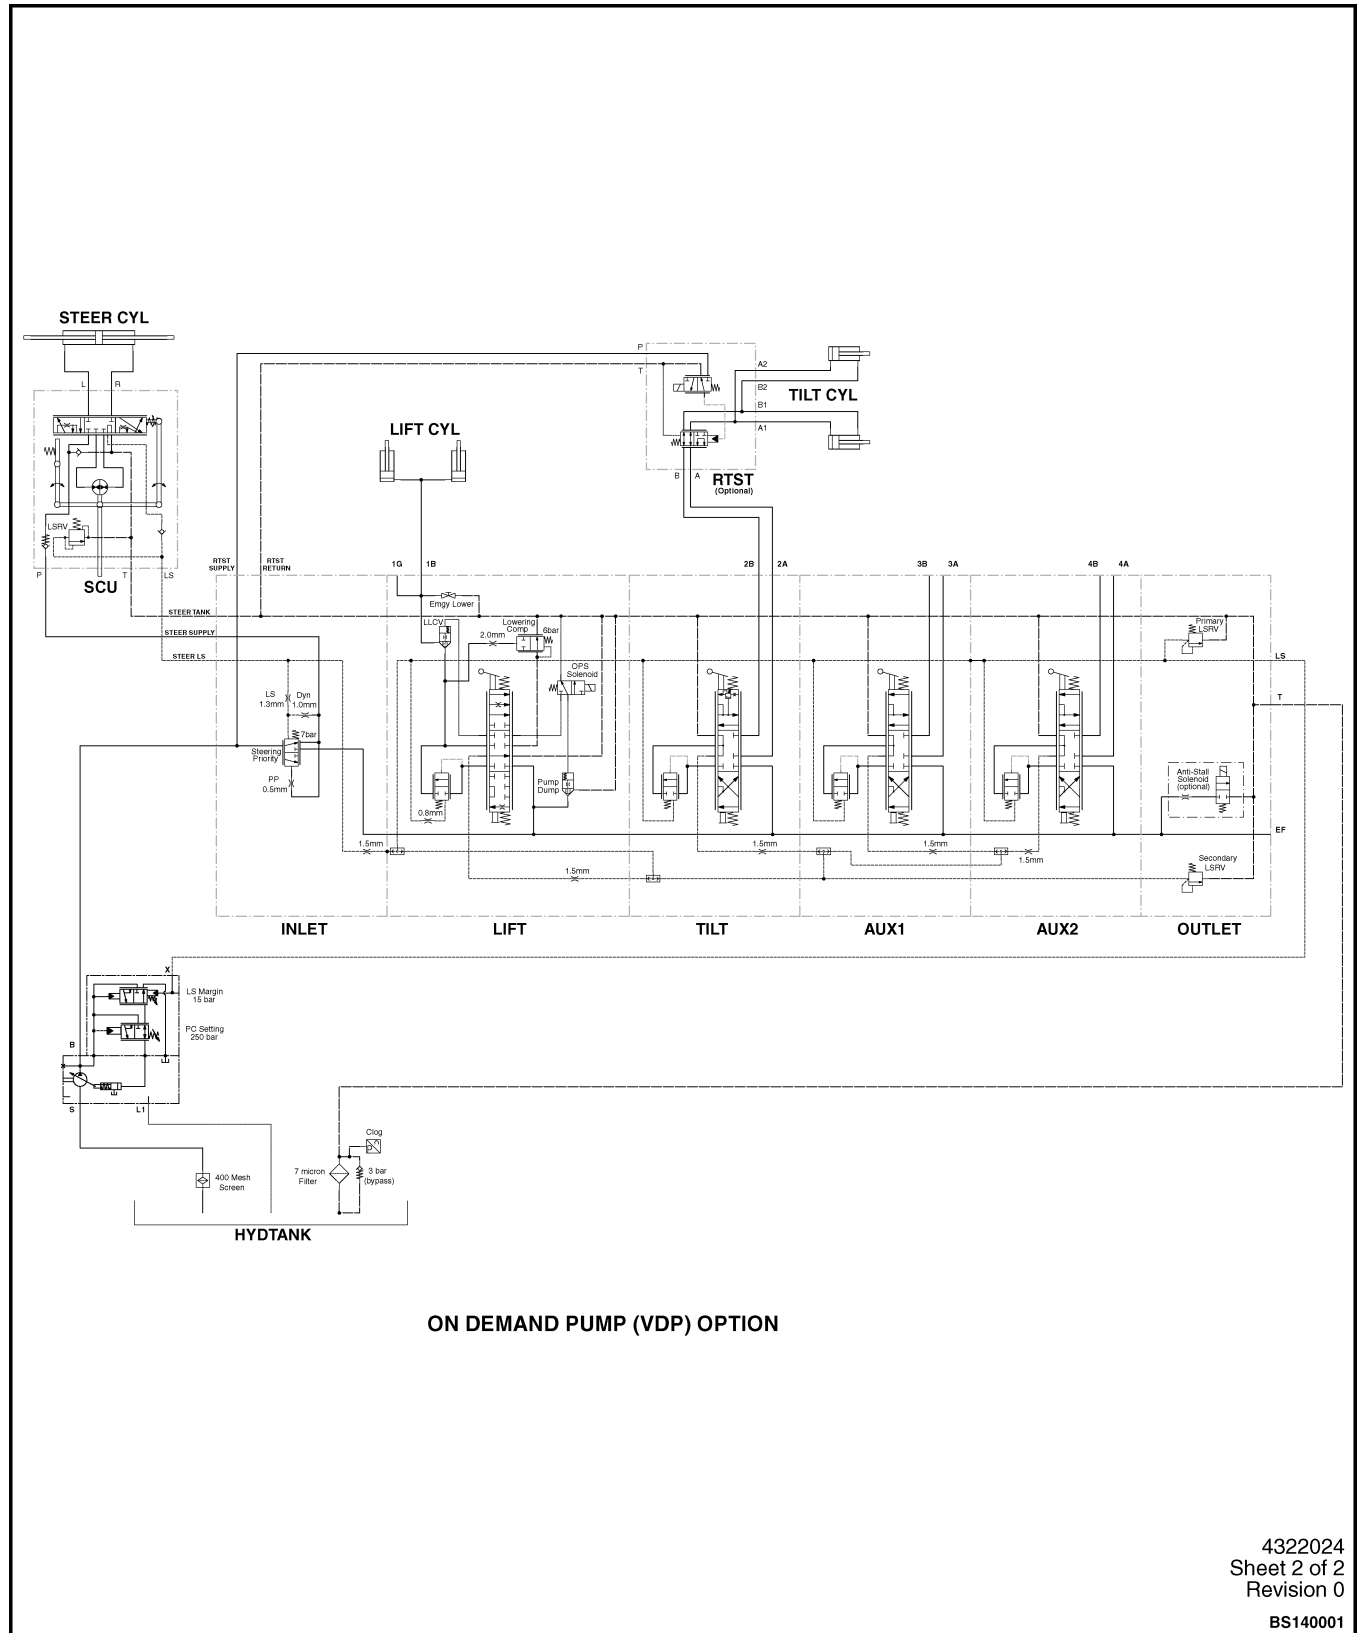 STEER CYL
P
T
A2
L
R
B2
TILT CYL
B1
LIFT CYL
A1
B
A
RTST
(Optional)
LSRV
P
SCU
T
LS
RTST
SUPPLY
RTST
RETURN
1G
1B
2B
2A
3B
3A
4B
4A
Emgy Lower
STEER TANK
LLCV
Lowering
Comp
6bar
Primary
LSRV
STEER SUPPLY
2.0mm
STEER LS
LS
OPS
Solenoid
LS
1.3mm
Dyn
1.0mm
T
7bar
Steering
Priority
PP
0.5mm
Pump
Dump
Anti-Stall
Solenoid
(optional)
0.8mm
EF
1.5mm
1.5mm
1.5mm
1.5mm
1.5mm
Secondary
LSRV
INLET
LIFT
TILT
AUX1
AUX2
OUTLET
X
LS Margin
15 bar
PC Setting
250 bar
B
S
L1
Clog
7 micron
Filter
3 bar
(bypass)
400 Mesh
Screen
HYDTANK
ON DEMAND PUMP (VDP) OPTION
4322024
Sheet 2 of 2
Revision 0
BS140001